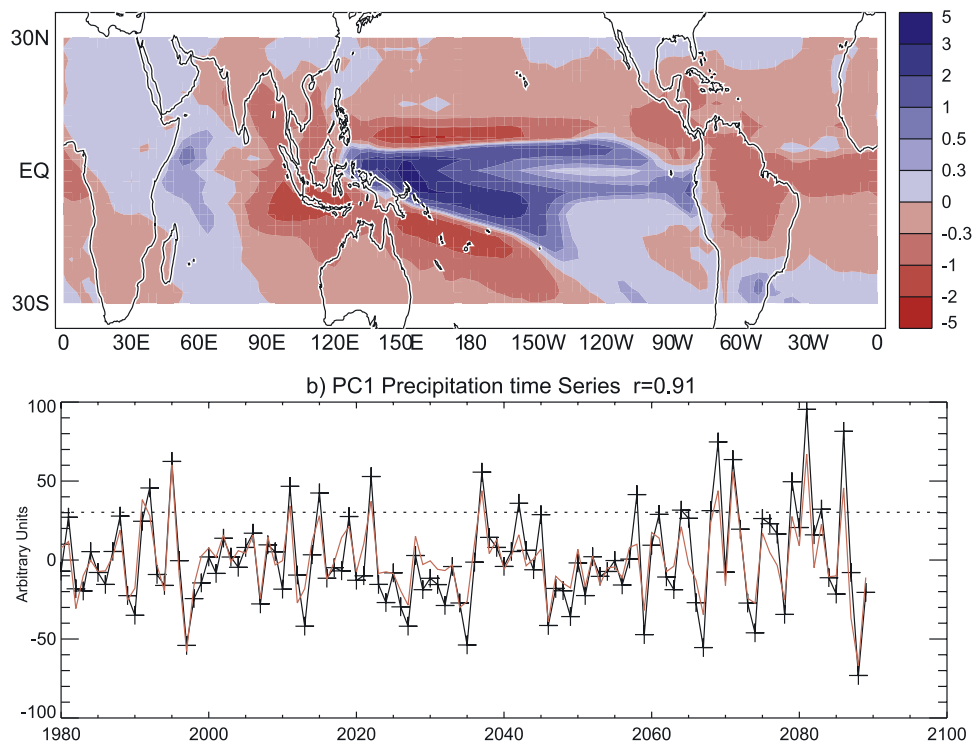 30N
EQ
30S
0 30E 60E 90E 120E 150E 180 150W 120W 90W 60W 30W 0
5
3
2
1
0.5
0.3
0
-0.3
-2
-1
-5
b) PC1 Precipitation time Series r=0.91
Arbitrary Units
100
50
0
-50
-100
1980 2000 2020 2040 2060 2080 2100